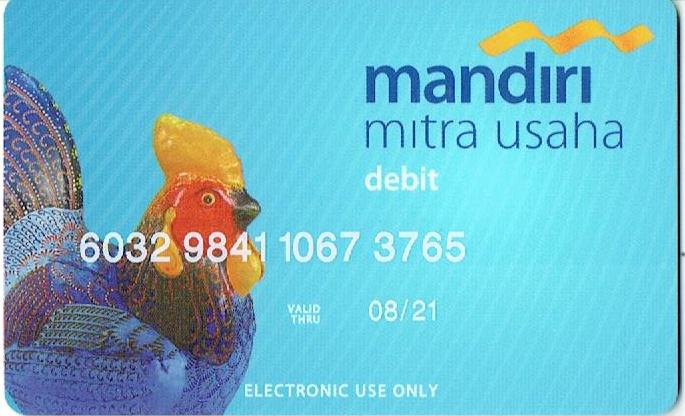 mandiri
mitra usaha
debit
6032 9841 1067 3765
VALID
THRU
08/21
ELECTRONIC USE ONLY